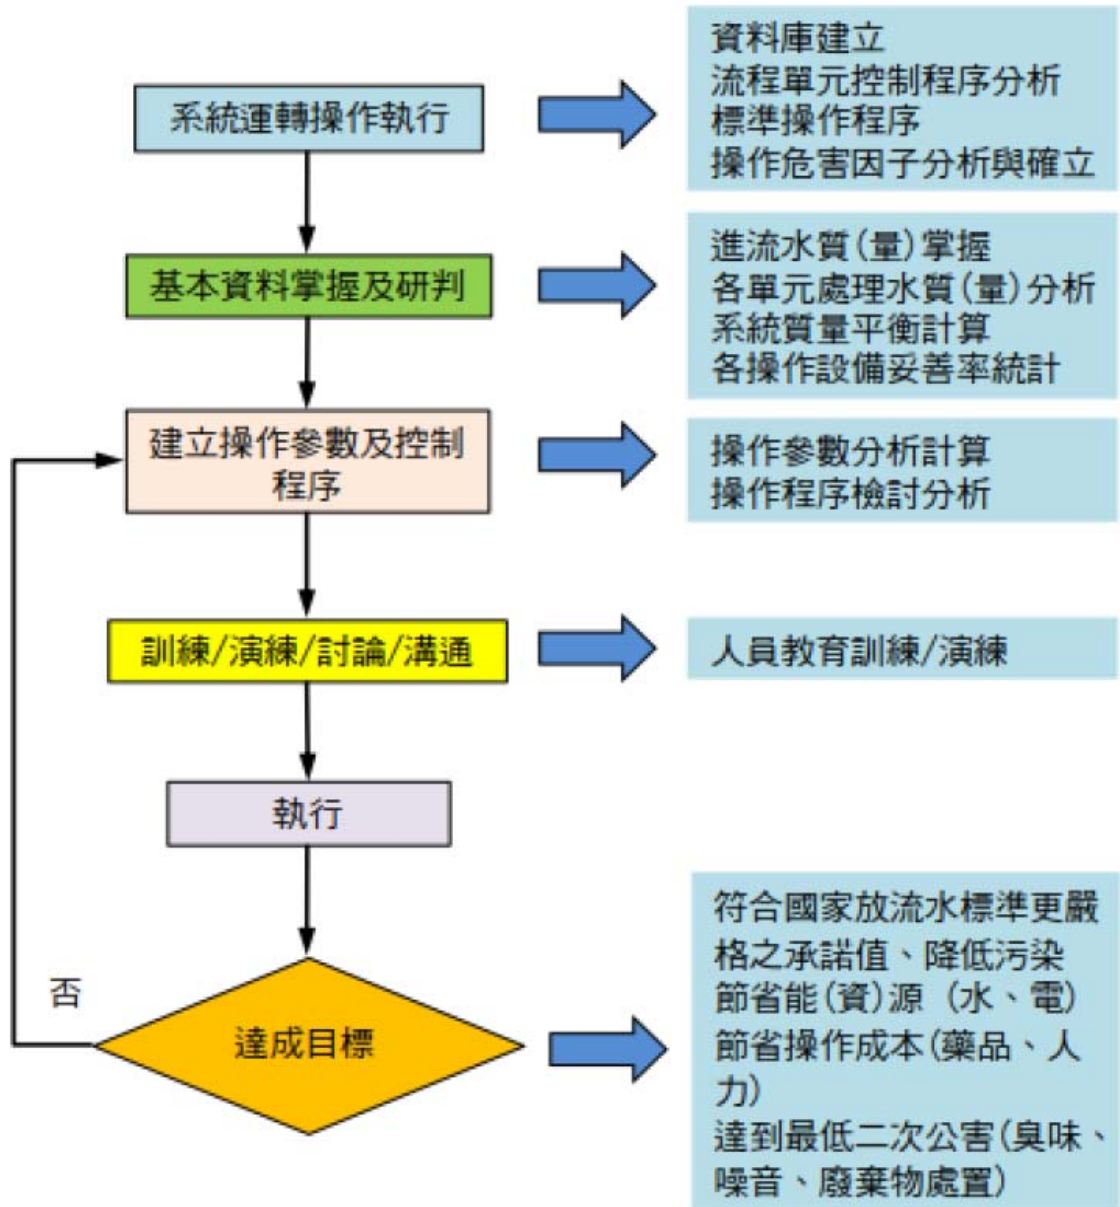 系統運轉操作執行
資料庫建立
流程單元控制程序分析
標準操作程序
操作危害因子分析與確立
基本資料掌握及研判
進流水質(量)掌握
各單元處理水質(量)分析
系統質量平衡計算
各操作設備妥善率統計
建立操作參數及控制
程序
操作參數分析計算
操作程序檢討分析
訓練/演練/討論/溝通
人員教育訓練/演練
執行
達成目標
否
符合國家放流水標準更嚴
格之承諾值、降低污染
節省能(資)源 (水、電)
節省操作成本(藥品、人
力)
達到最低二次公害(臭味、
噪音、廢棄物處置)